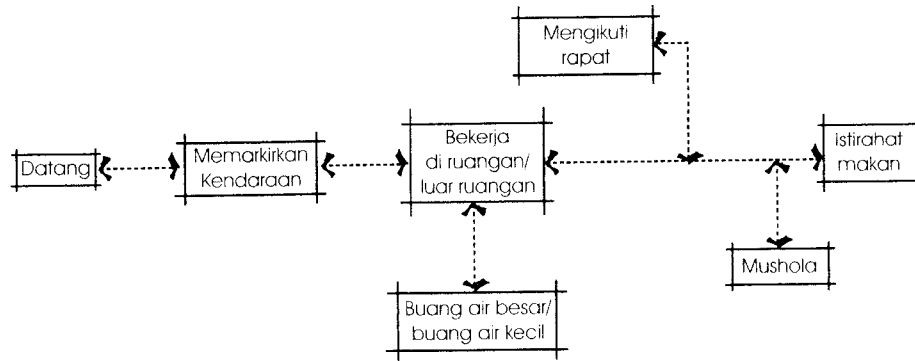 Mengikuti
rapat
Datang
Memarkirkan
Kendaraan
Bekerja
di ruangan/
luar ruangan
Istirahat
makan
Mushola
Buang air besar/
buang air kecil